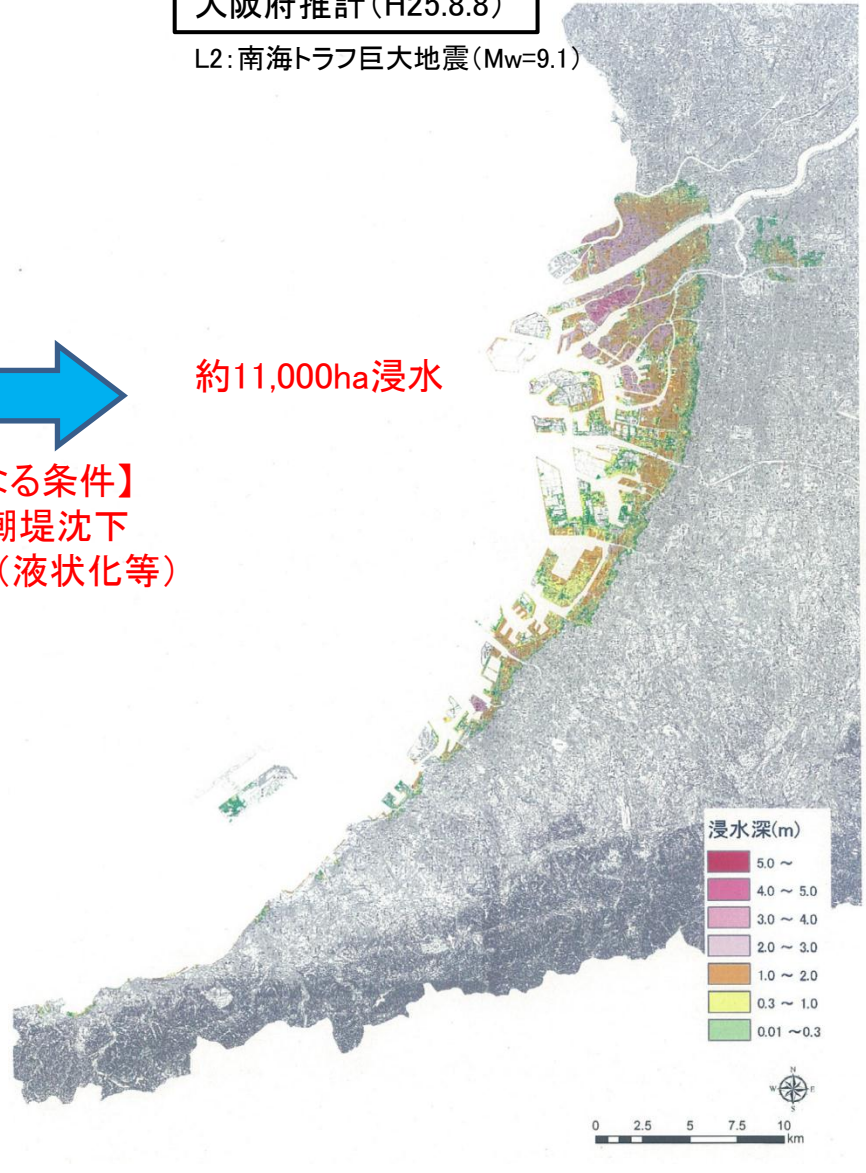 大阪府推計(H25.8.8)
L2:南海トラフ巨大地震(Mw=9.1)
約11,000ha浸水
なる条件】
潮堤沈下
(液状化等)
浸水深(m)
5.0 ～
4.0 ～ 5.0
3.0 ～ 4.0
2.0 ～ 3.0
1.0 ～ 2.0
0.3 ～ 1.0
0.01 ～0.3
N
W E
S
0 2.5 5 7.5 10
km